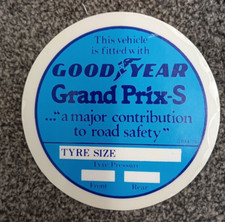 This vehicle
is fitted with
GOODYEAR
Grand Prix-S
..."a major contribution
to road safety"
TYRE SIZE
Tyre Pressure
Front Rear